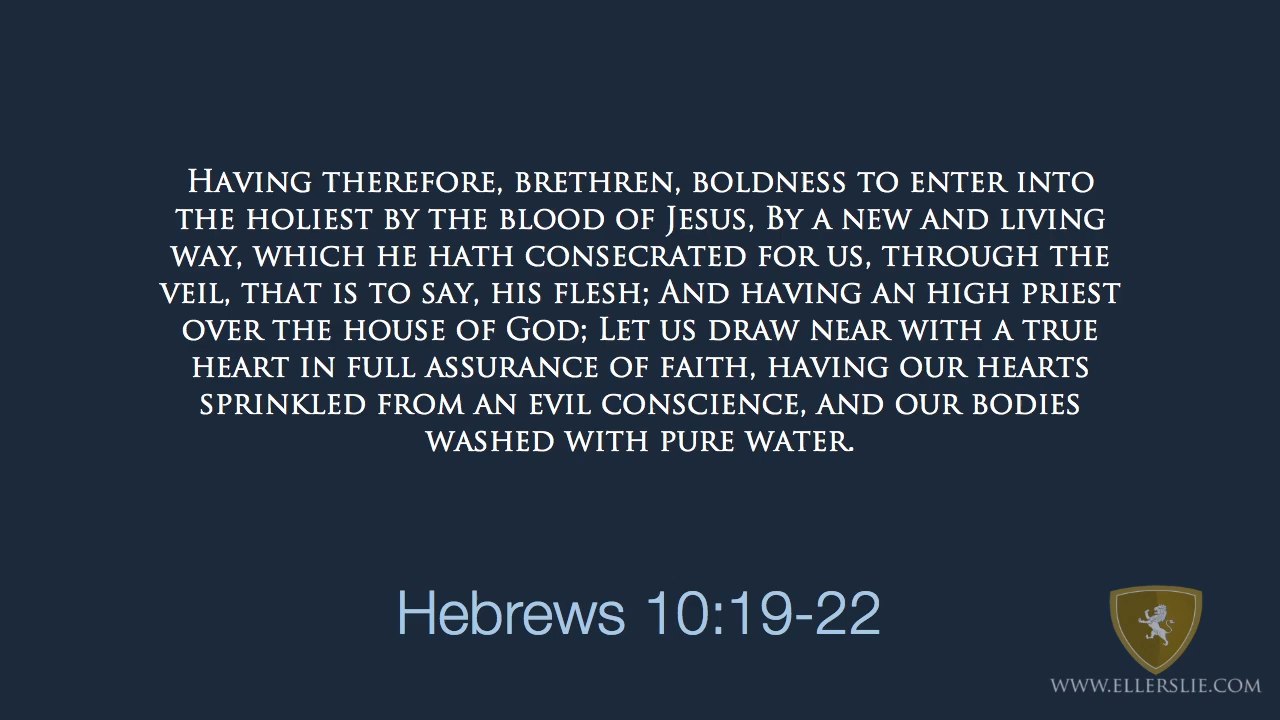 Having therefore, brethren, boldness to enter into
the holiest by the blood of Jesus, By a new and living
way, which he hath consecrated for us, through the
veil, that is to say, his flesh; And having an high priest
over the house of God; Let us draw near with a true
heart in full assurance of faith, having our hearts
sprinkled from an evil conscience, and our bodies
washed with pure water.
Hebrews 10:19-22
www.ellerslie.com